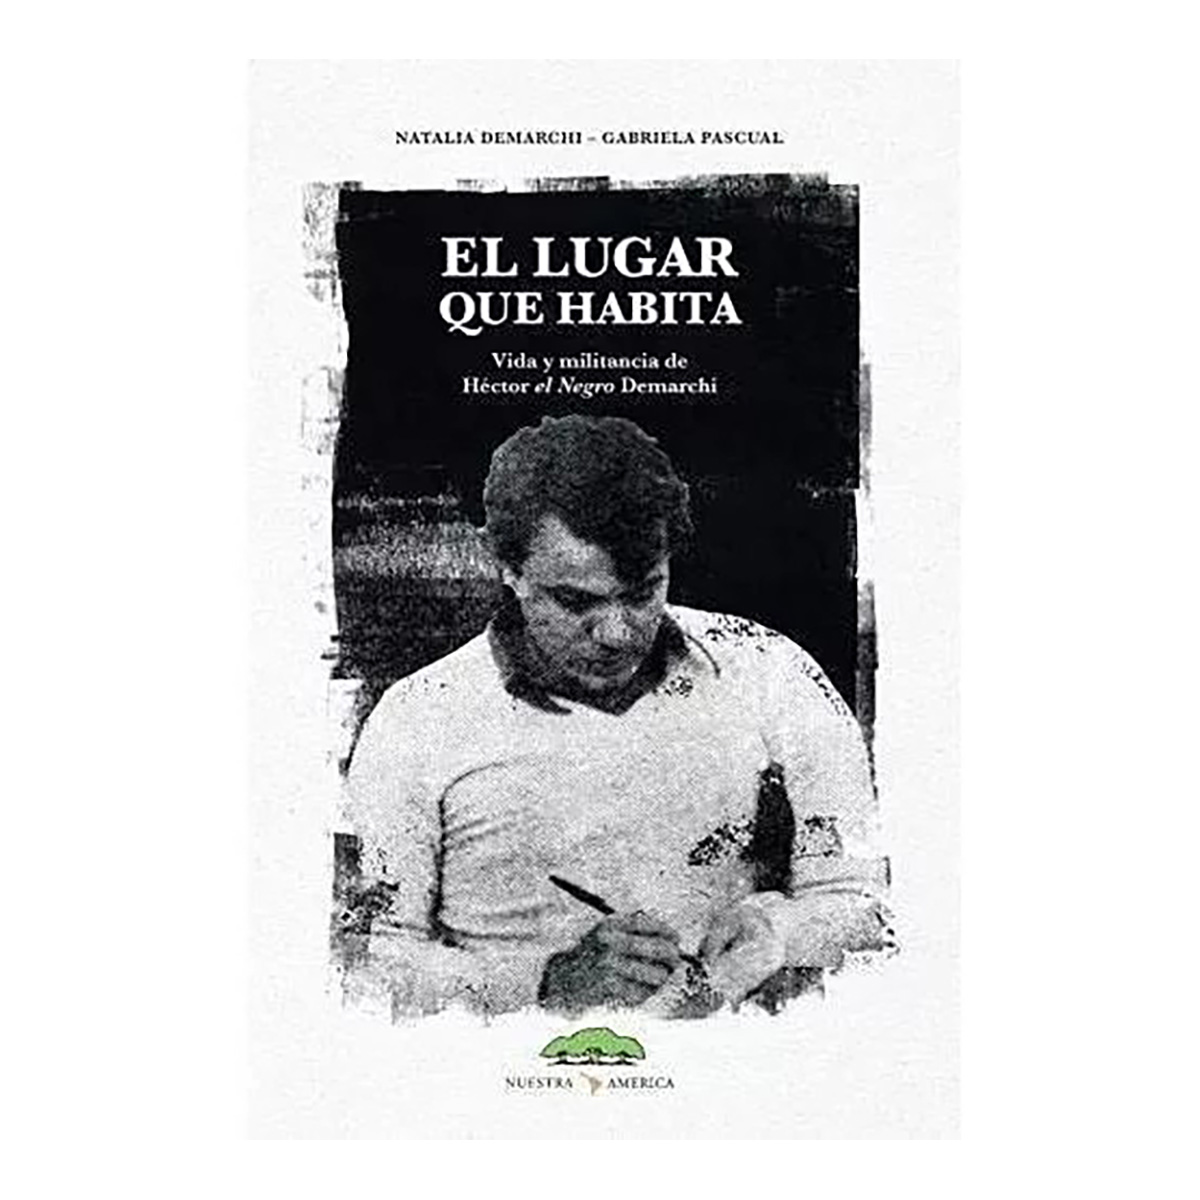 NATALIA DEMARCHI – GABRIELA PASCUAL
EL LUGAR
QUE HABITA
Vida y militancia de
Héctor el Negro Demarchi
NUESTRA AMERICA